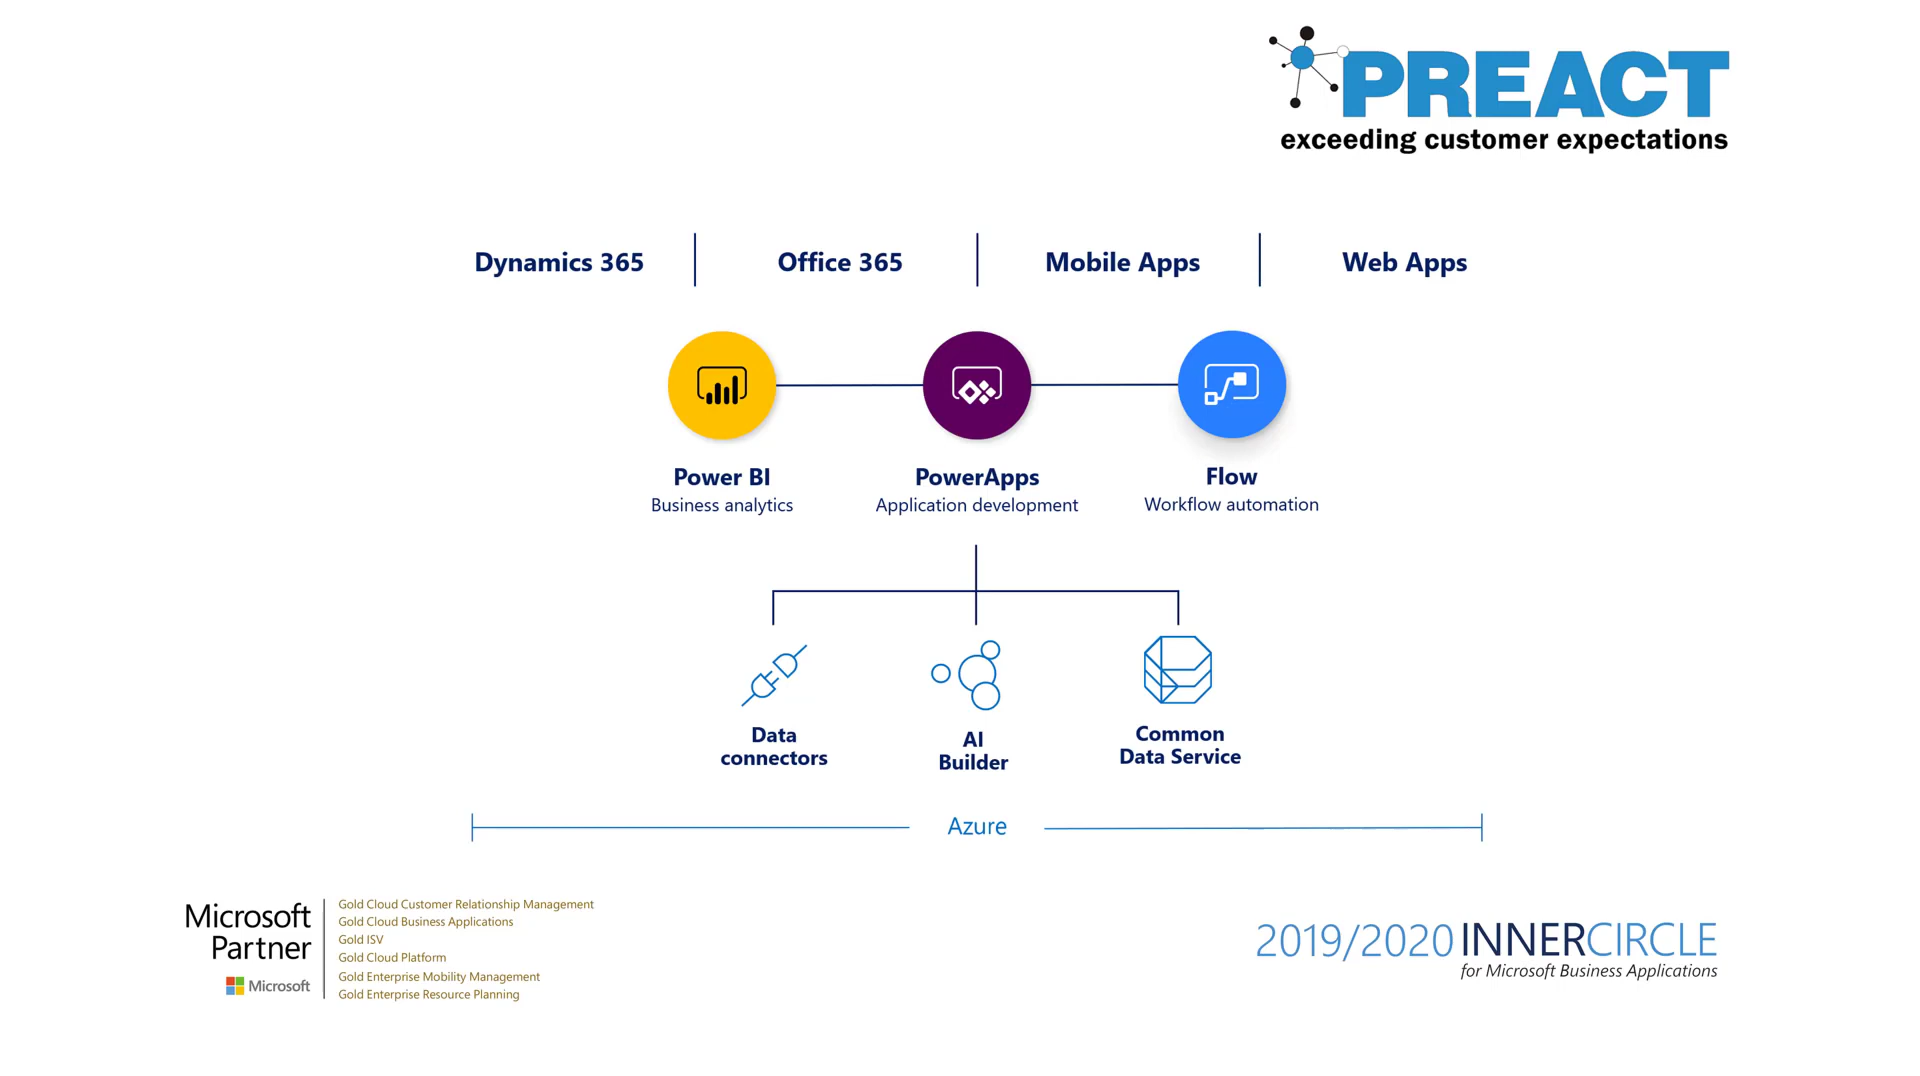 PREACT
exceeding customer expectations
Dynamics 365
Office 365
Mobile Apps
Web Apps
Power BI
Business analytics
PowerApps
Application development
Flow
Workflow automation
Data
connectors
AI
Builder
Common
Data Service
Azure
Microsoft
Partner
Microsoft
Gold Cloud Customer Relationship Management
Gold Cloud Business Applications
Gold ISV
Gold Cloud Platform
Gold Enterprise Mobility Management
Gold Enterprise Resource Planning
2019/2020 INNERCIRCLE
for Microsoft Business Applications